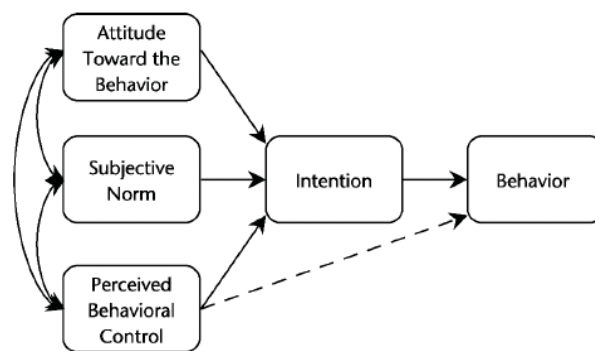 Attitude
Toward the
Behavior
Subjective
Norm
Intention
Behavior
Perceived
Behavioral
Control